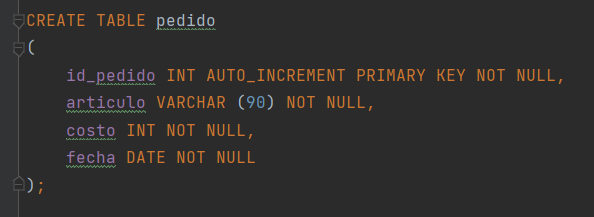 CREATE TABLE pedido
(
id_pedido INT AUTO_INCREMENT PRIMARY KEY NOT NULL,
articulo VARCHAR (90) NOT NULL,
costo INT NOT NULL,
fecha DATE NOT NULL
);